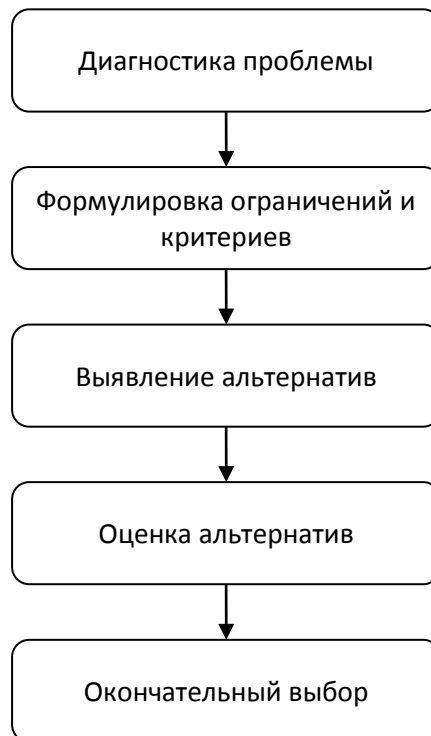 Диагностика проблемы
Формулировка ограничений и
критериев
Выявление альтернатив
Оценка альтернатив
Окончательный выбор